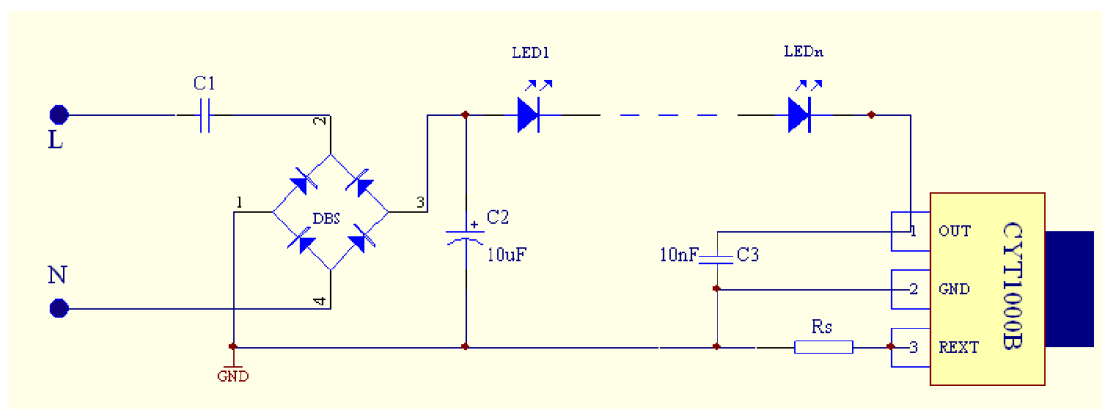 LED1
LEDn
C1
L
2
1
3
DBS
4
N
C2
+
10uF
10nF
C3
1
OUT
2
GND
3
REXT
CYT1000B
Rs
GND